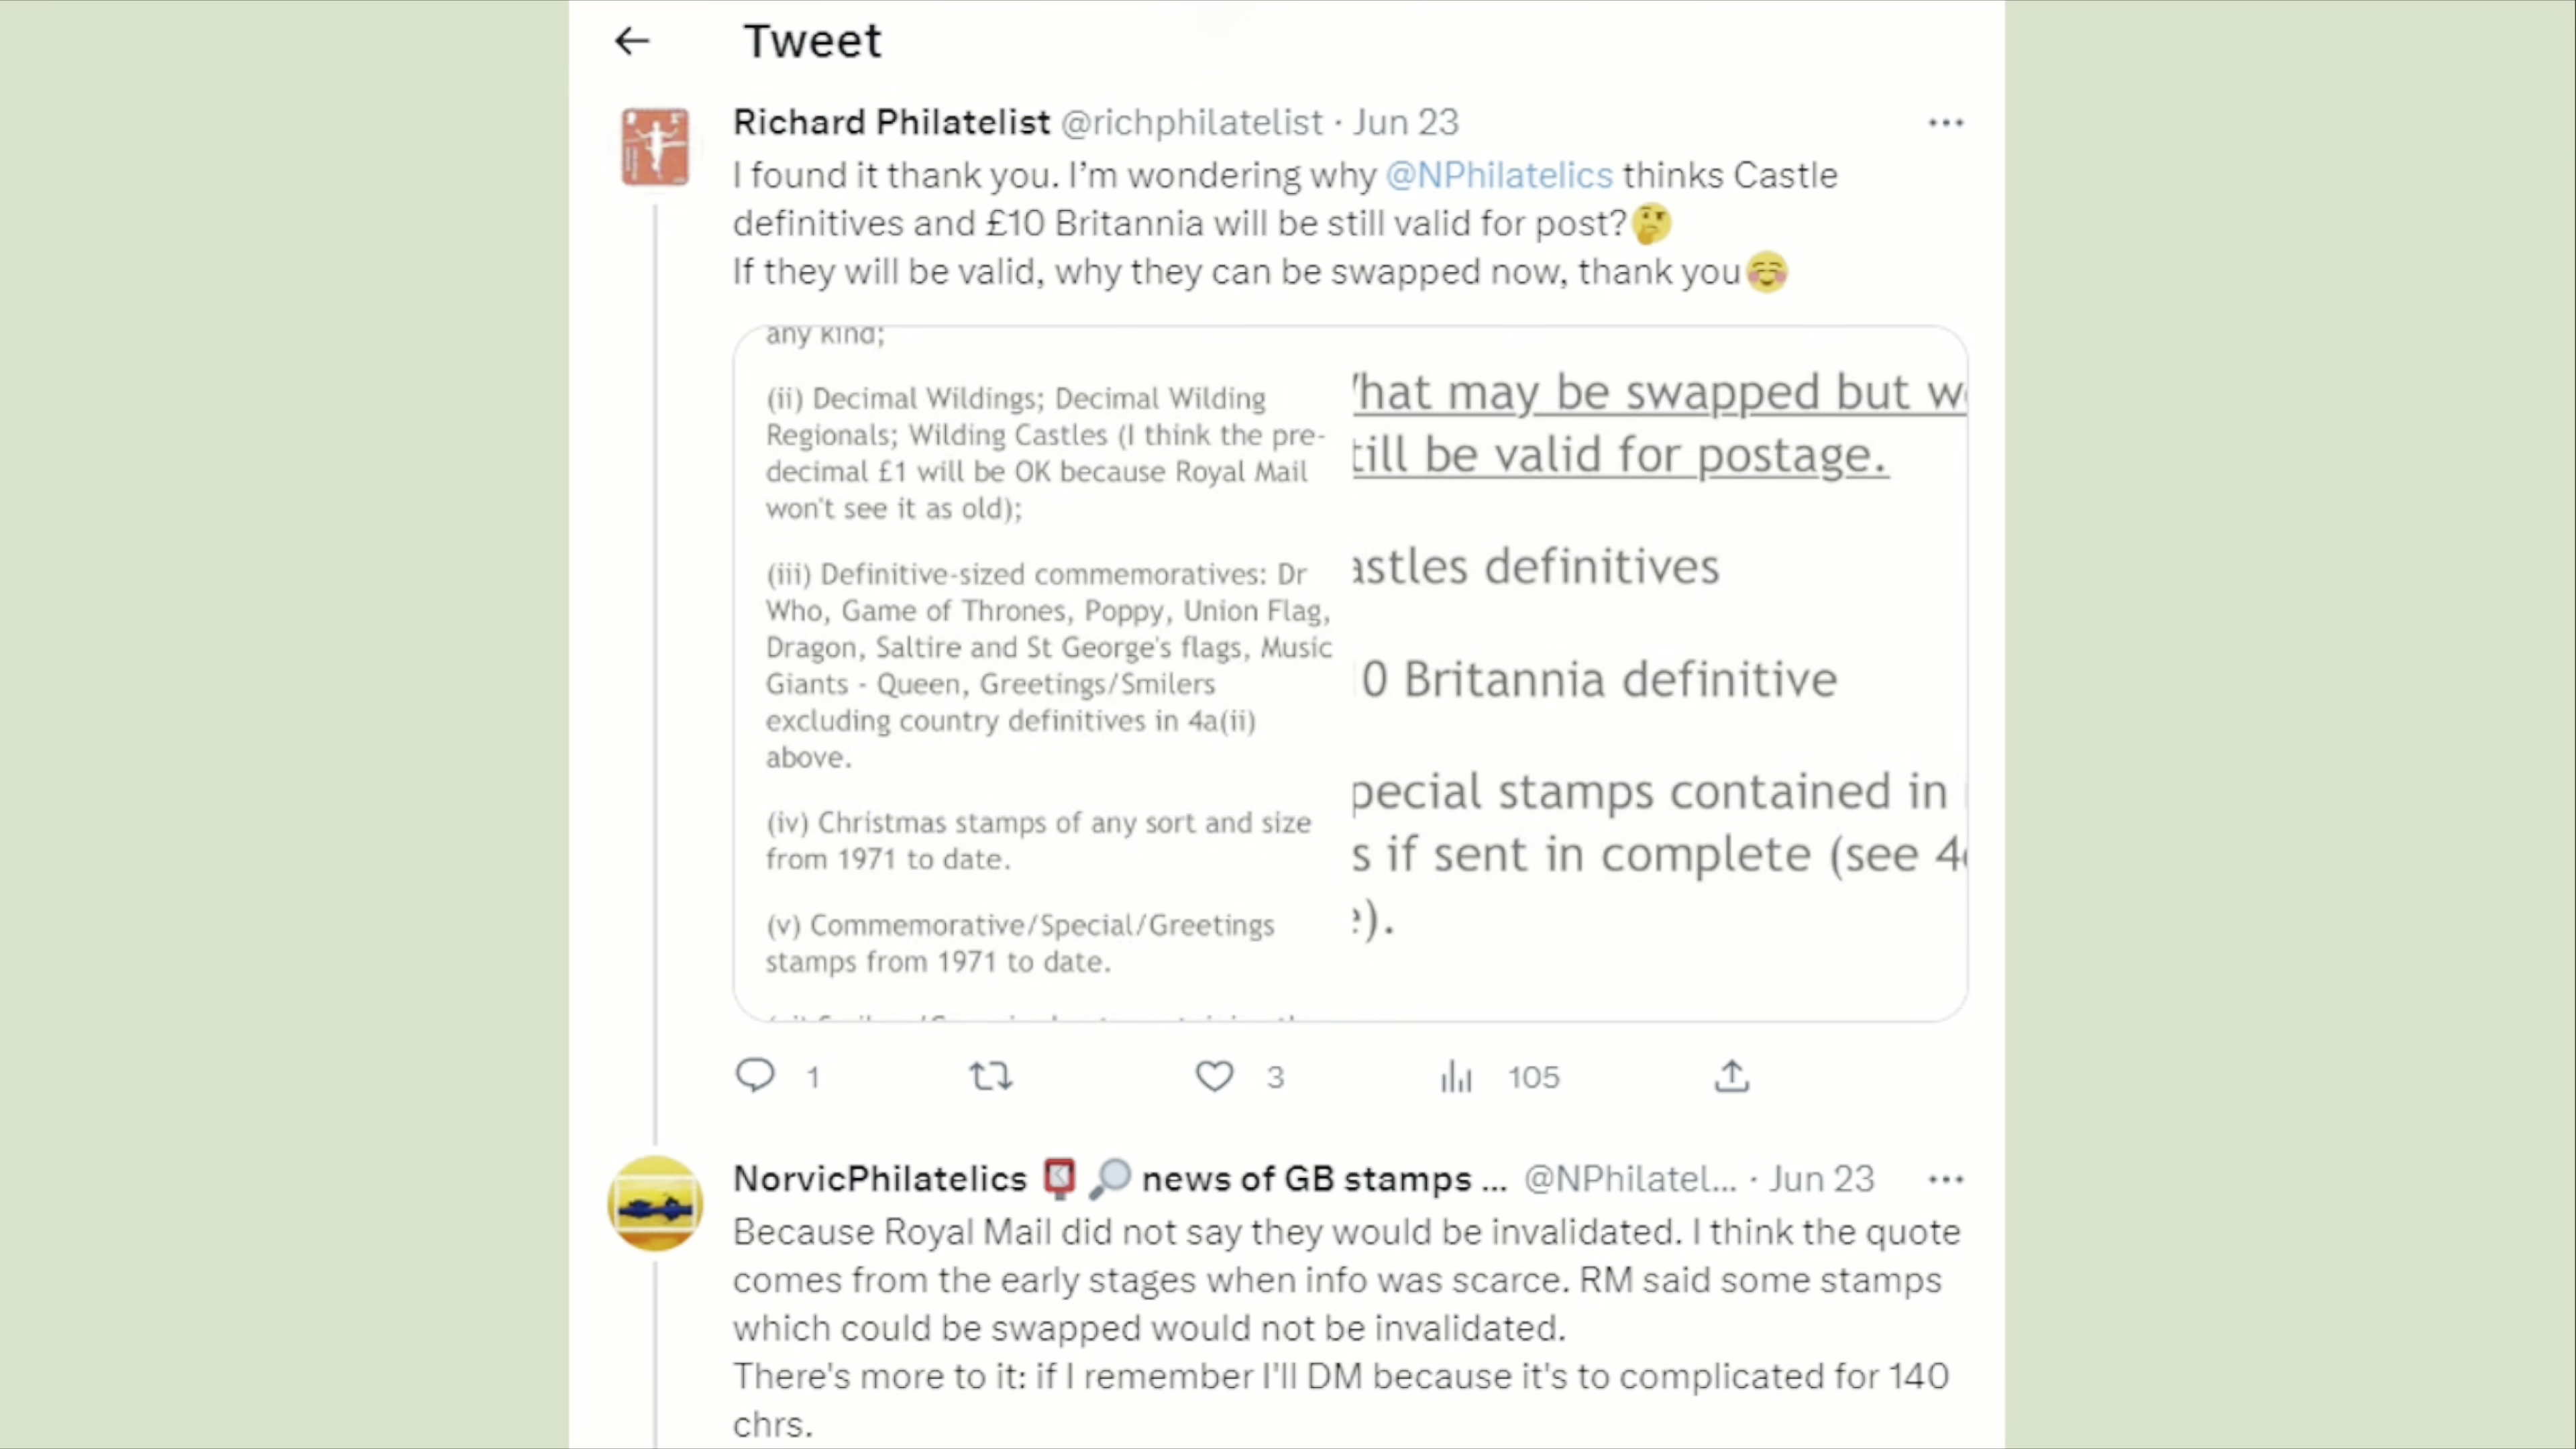 Tweet
Richard Philatelist @richphilatelist · Jun 23
I found it thank you. I’m wondering why @NPhilatelics thinks Castle
definitives and £10 Britannia will be still valid for post?🤔
If they will be valid, why they can be swapped now, thank you☺️
any kind;
(ii) Decimal Wildings; Decimal Wilding
Regionals; Wilding Castles (I think the pre-
decimal £1 will be OK because Royal Mail
won't see it as old);
(iii) Definitive-sized commemoratives: Dr
Who, Game of Thrones, Poppy, Union Flag,
Dragon, Saltire and St George's flags, Music
Giants - Queen, Greetings/Smilers
excluding country definitives in 4a(ii)
above.
(iv) Christmas stamps of any sort and size
from 1971 to date.
(v) Commemorative/Special/Greetings
stamps from 1971 to date.
hat may be swapped but w
till be valid for postage.
astles definitives
0 Britannia definitive
pecial stamps contained in
s if sent in complete (see 4
e).
1 3 105
NorvicPhilatelics 📮 🔎 news of GB stamps ... @NPhilatel... · Jun 23
Because Royal Mail did not say they would be invalidated. I think the quote
comes from the early stages when info was scarce. RM said some stamps
which could be swapped would not be invalidated.
There's more to it: if I remember I'll DM because it's to complicated for 140
chrs.